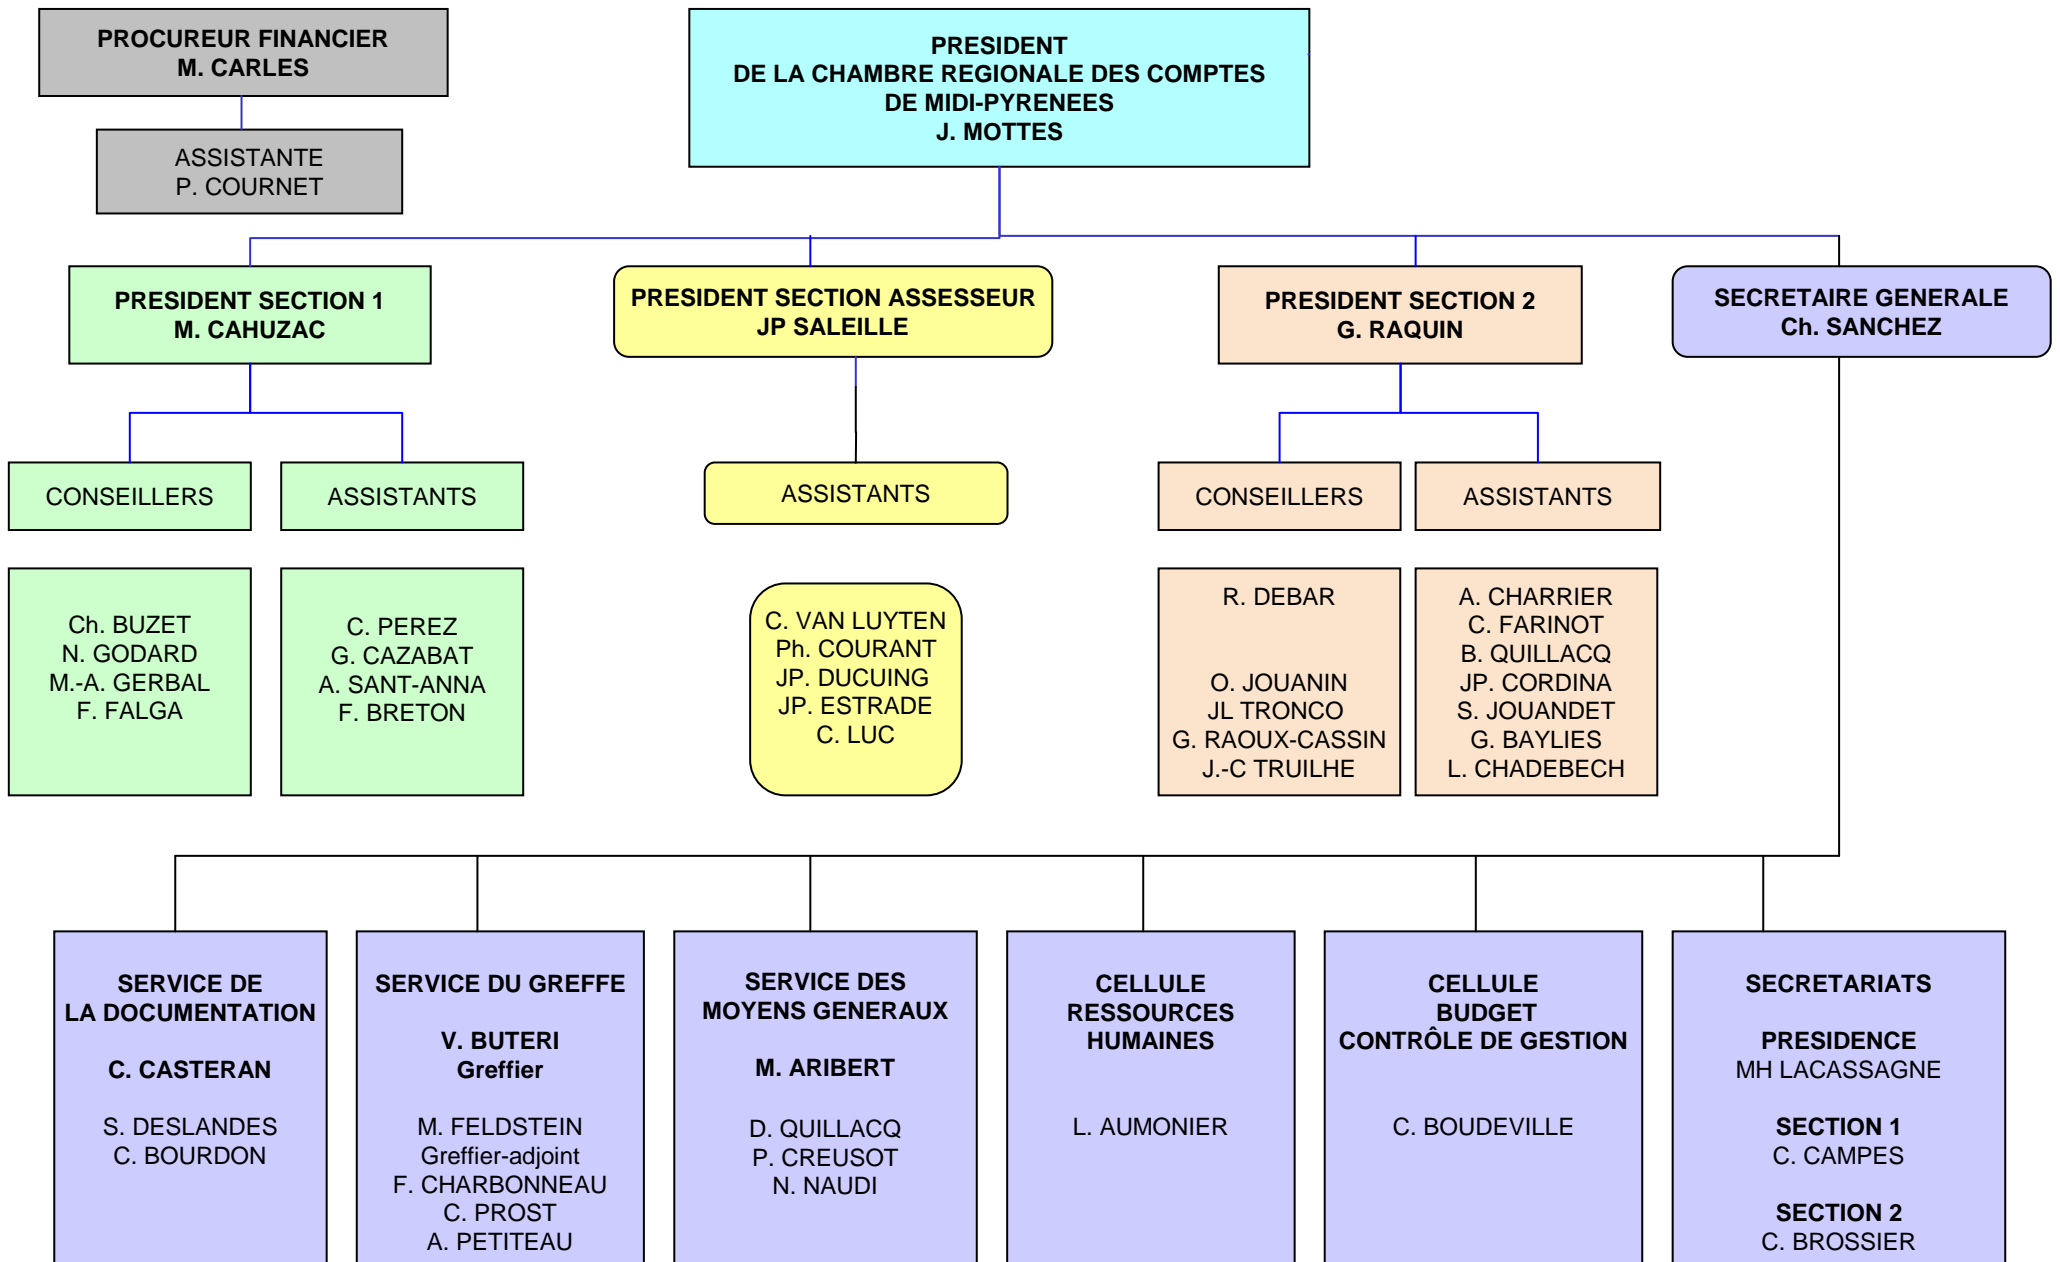 PROCUREUR FINANCIER
M. CARLES
ASSISTANTE
P. COURNET
PRESIDENT
DE LA CHAMBRE REGIONALE DES COMPTES
DE MIDI-PYRENEES
J. MOTTES
PRESIDENT SECTION 1
M. CAHUZAC
PRESIDENT SECTION ASSESSEUR
JP SALEILLE
PRESIDENT SECTION 2
G. RAQUIN
SECRETAIRE GENERALE
Ch. SANCHEZ
CONSEILLERS
ASSISTANTS
ASSISTANTS
CONSEILLERS
ASSISTANTS
Ch. BUZET
N. GODARD
M.-A. GERBAL
F. FALGA
C. PEREZ
G. CAZABAT
A. SANT-ANNA
F. BRETON
C. VAN LUYTEN
Ph. COURANT
JP. DUCUING
JP. ESTRADE
C. LUC
R. DEBAR
O. JOUANIN
JL TRONCO
G. RAOUX-CASSIN
J.-C TRUILHE
A. CHARRIER
C. FARINOT
B. QUILLACQ
JP. CORDINA
S. JOUANDET
G. BAYLIES
L. CHADEBECH
SERVICE DE
LA DOCUMENTATION
C. CASTERAN
S. DESLANDES
C. BOURDON
SERVICE DU GREFFE
V. BUTERI
Greffier
M. FELDSTEIN
Greffier-adjoint
F. CHARBONNEAU
C. PROST
A. PETITEAU
SERVICE DES
MOYENS GENERAUX
M. ARIBERT
D. QUILLACQ
P. CREUSOT
N. NAUDI
CELLULE
RESSOURCES
HUMAINES
L. AUMONIER
CELLULE
BUDGET
CONTRÔLE DE GESTION
C. BOUDEVILLE
SECRETARIATS
PRESIDENCE
MH LACASSAGNE
SECTION 1
C. CAMPES
SECTION 2
C. BROSSIER